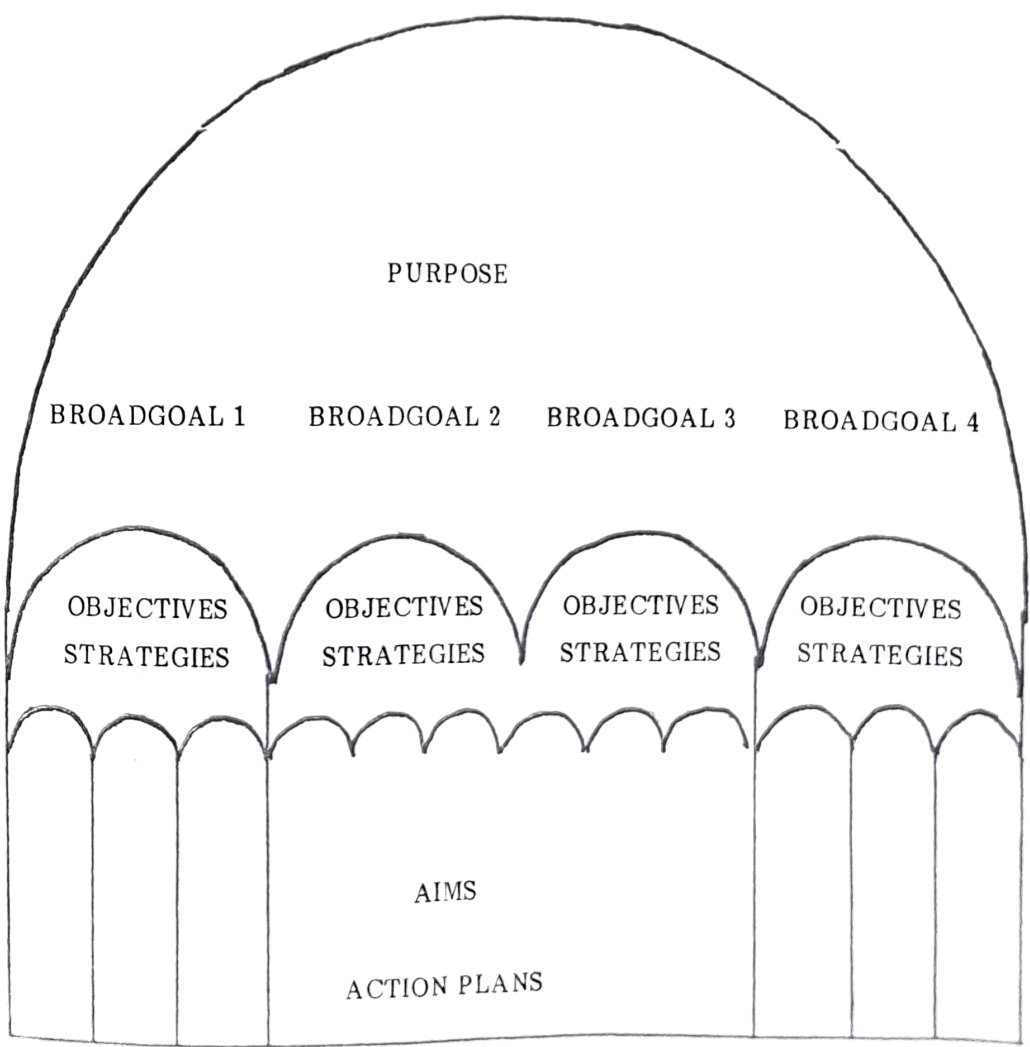 PURPOSE
BROADGOAL 1 BROADGOAL 2 BROADGOAL 3 BROADGOAL 4
OBJECTIVES OBJECTIVES OBJECTIVES OBJECTIVES
STRATEGIES STRATEGIES STRATEGIES STRATEGIES
AIMS
ACTION PLANS